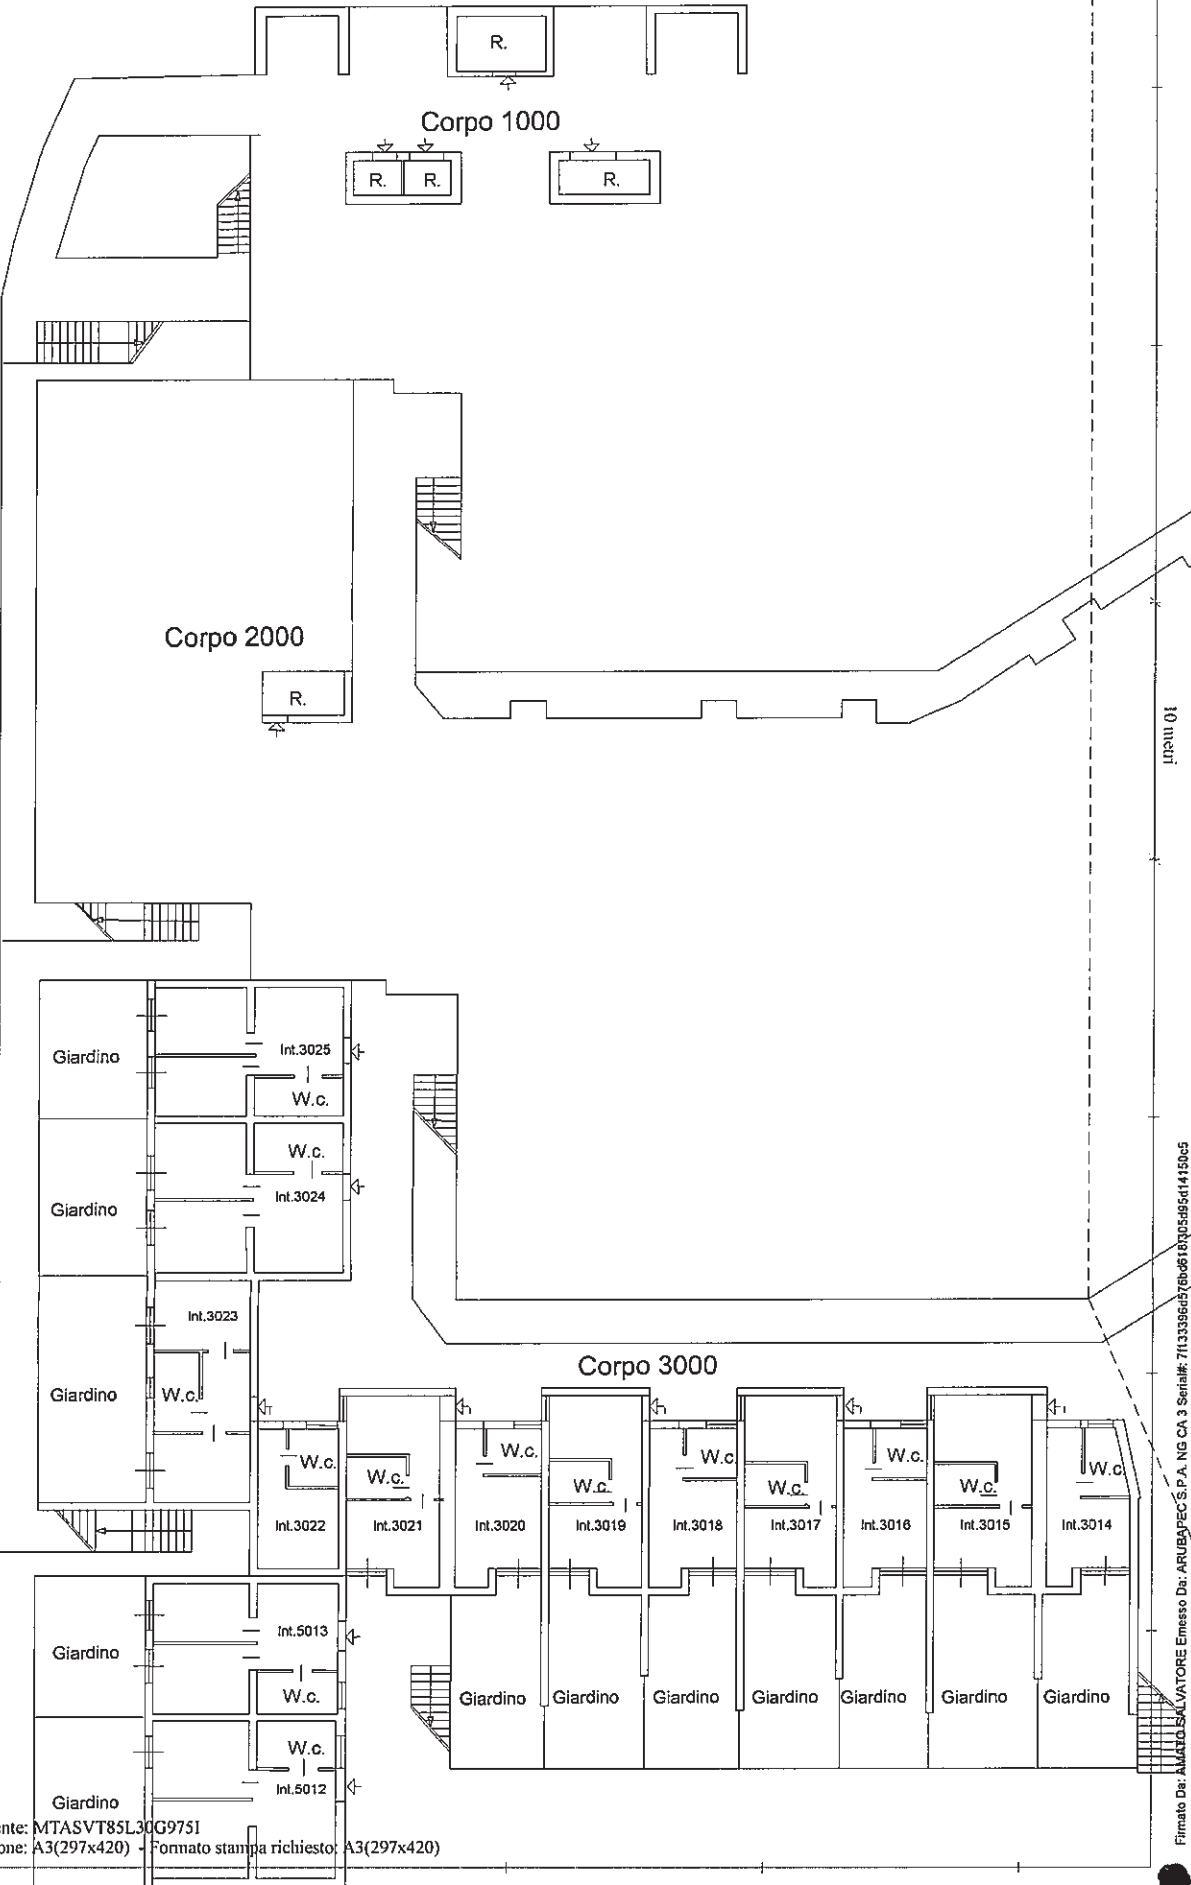 R.
Corpo 1000
R.
R.
R.
Corpo 2000
R.
10 metri
Giardino
Int.3025
W.c.
W.c.
Giardino
Int.3024
Int.3023
Giardino
W.c.
Corpo 3000
W.c.
W.c.
W.c.
W.c.
W.c.
W.c.
W.c.
W.c.
W.c.
Int.3022
Int.3021
Int.3020
Int.3019
Int.3018
Int.3017
Int.3016
Int.3015
Int.3014
Giardino
Int.5013
W.c.
Giardino
Giardino
Giardino
Giardino
Giardino
Giardino
Giardino
W.c.
Int.5012
Giardino
ente: MTASVT85L30G975I
one: A3(297x420) - Formato stampa richiesto: A3(297x420)
Firmato Da: AMATO SALVATORE Emesso Da: ARUBAPEC S.P.A. NG CA 3 Serial#: